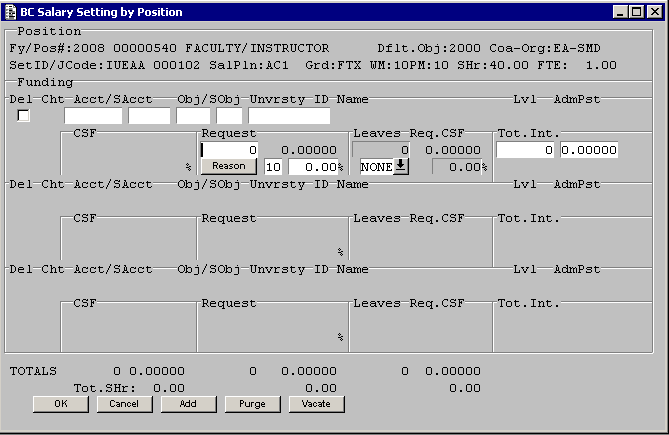 BC Salary Setting by Position
Position
Fy/Pos#:2008 00000540 FACULTY/INSTRUCTOR Dflt.Obj:2000 Coa-Org:EA-SMD
SetID/JCode:IUEAA 000102 SalPln:AC1 Grd:FTX WM:10PM:10 SHr:40.00 FTE: 1.00
Funding
Del Cht Acct/SAcct Obj/SObj Unvrsty ID Name Lvl AdmPst
CSF Request Leaves Req.CSF Tot.Int.
0 0.00000 0 0.00000 0 0.00000
% Reason 10 0.00% NONE 0.00%
Del Cht Acct/SAcct Obj/SObj Unvrsty ID Name Lvl AdmPst
CSF Request Leaves Req.CSF Tot.Int.
%
Del Cht Acct/SAcct Obj/SObj Unvrsty ID Name Lvl AdmPst
CSF Request Leaves Req.CSF Tot.Int.
%
TOTALS 0 0.00000 0 0.00000 0 0.00000
Tot.SHr: 0.00 0.00 0.00
OK Cancel Add Purge Vacate